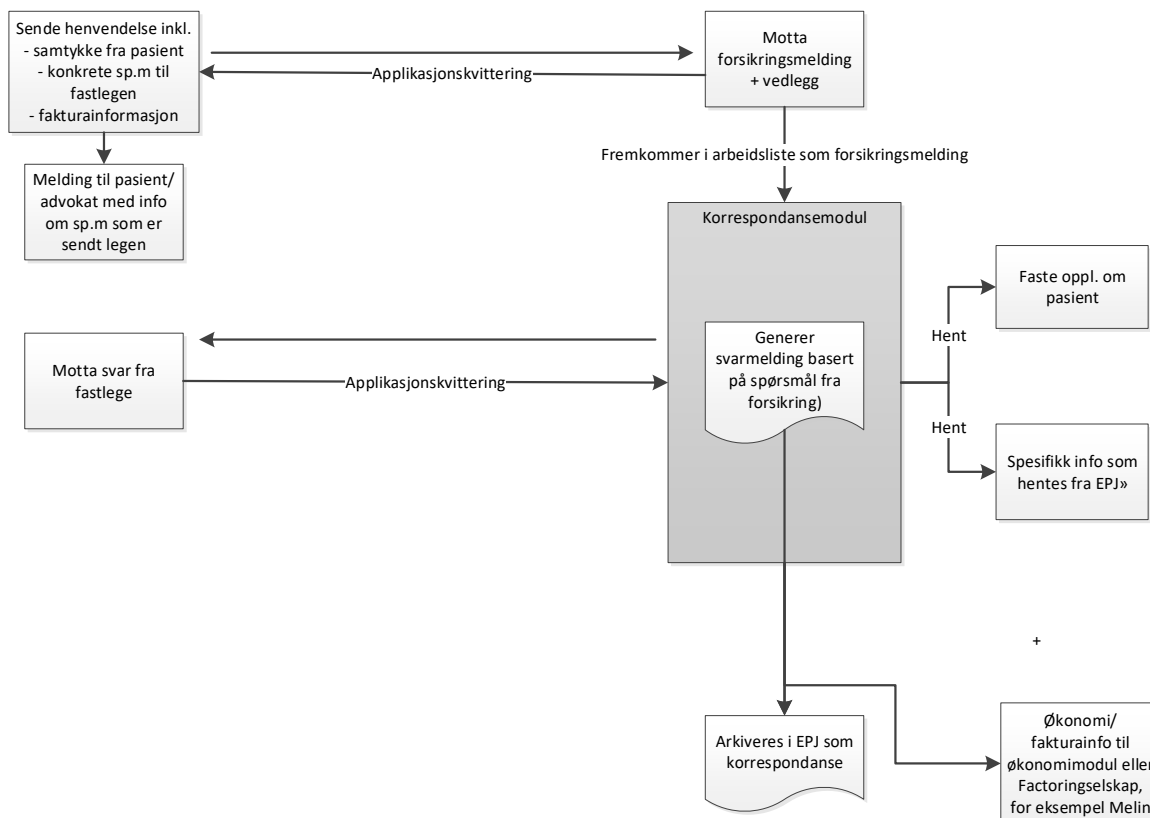 Sende henvendelse inkl.
- samtykke fra pasient
- konkrete sp.m til
fastlegen
- fakturainformasjon
Applikasjonskvittering
Motta
forsikringsmelding
+ vedlegg
Melding til pasient/
advokat med info
om sp.m som er
sendt legen
Fremkommer i arbeidsliste som forsikringsmelding
Korrespondansemodul
Motta svar fra
fastlege
Applikasjonskvittering
Generer
svarmelding basert
på spørsmål fra
forsikring)
Hent
Hent
Faste oppl. om
pasient
Spesifikk info som
hentes fra EPJ»
+
Arkiveres i EPJ som
korrespondanse
Økonomi/
fakturainfo til
økonomimodul eller
Factoringselskap,
for eksempel Melin